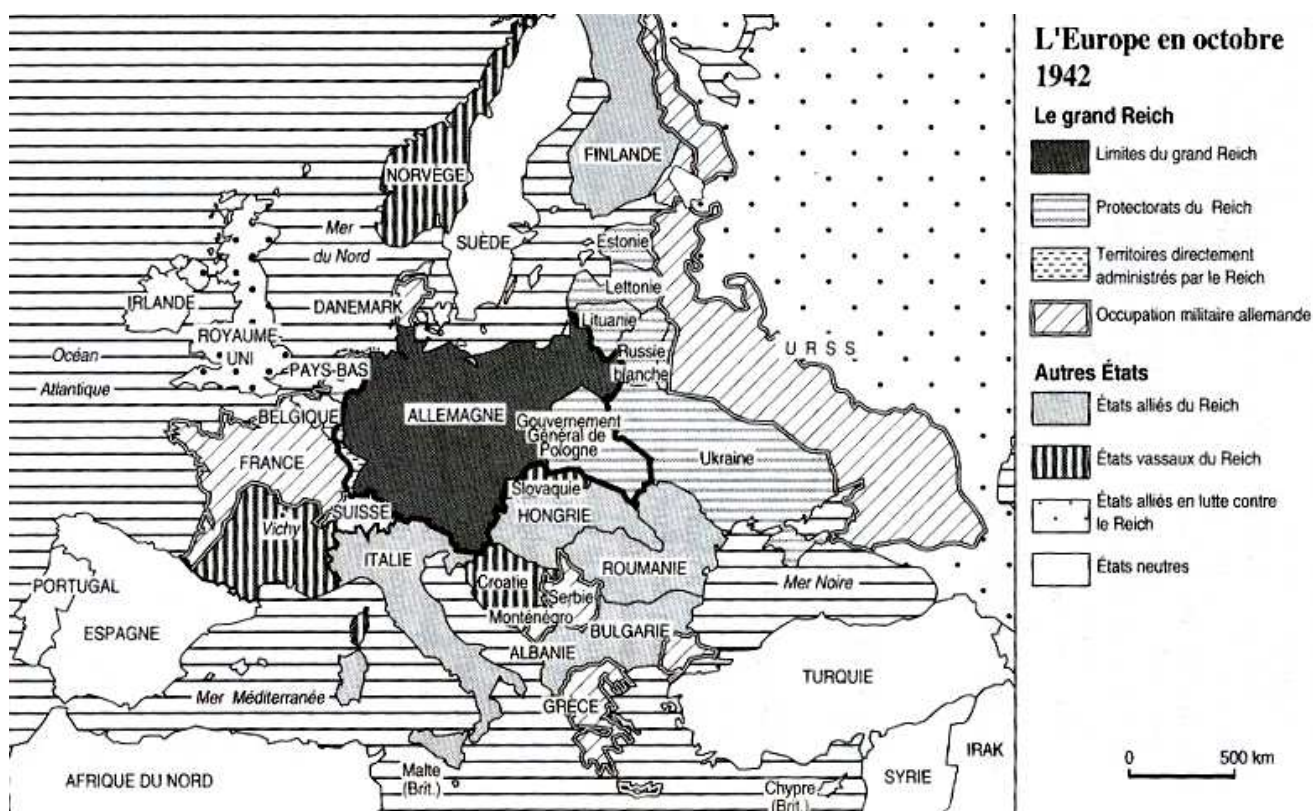 L'Europe en octobre
1942
Le grand Reich
Limites du grand Reich
Protectorats du Reich
Territoires directement
administrés par le Reich
Occupation militaire allemande
Autres États
États alliés du Reich
États vassaux du Reich
États alliés en lutte contre
le Reich
États neutres
0 500 km
NORVÈGE
FINLANDE
SUÈDE
Mer
du Nord
Estonie
Lettonie
Lituanie
Russie
blanche
URSS
IRLANDE
ROYAUME
UNI
DANEMARK
PAYS-BAS
Océan
Atlantique
BELGIQUE
ALLEMAGNE
Gouvernement
Général de
Pologne
Ukraine
FRANCE
Vichy
SUISSE
Slovaquie
HONGRIE
ITALIE
ROUMANIE
Mer Noire
Croatie
Serbie
Monténégro
BULGARIE
ALBANIE
PORTUGAL
ESPAGNE
Mer Méditerranée
GRÈCE
TURQUIE
AFRIQUE DU NORD
Malte
(Brit.)
Chypre
(Brit.)
SYRIE
IRAK